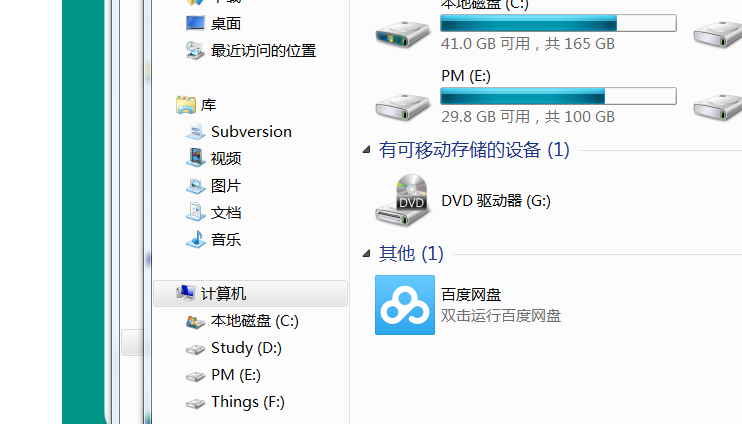 下载
桌面
最近访问的位置
库
Subversion
视频
图片
文档
音乐
计算机
本地磁盘 (C:)
Study (D:)
PM (E:)
Things (F:)
本地磁盘 (C:)
41.0 GB 可用，共 165 GB
PM (E:)
29.8 GB 可用，共 100 GB
有可移动存储的设备 (1)
DVD
DVD 驱动器 (G:)
其他 (1)
百度网盘
双击运行百度网盘